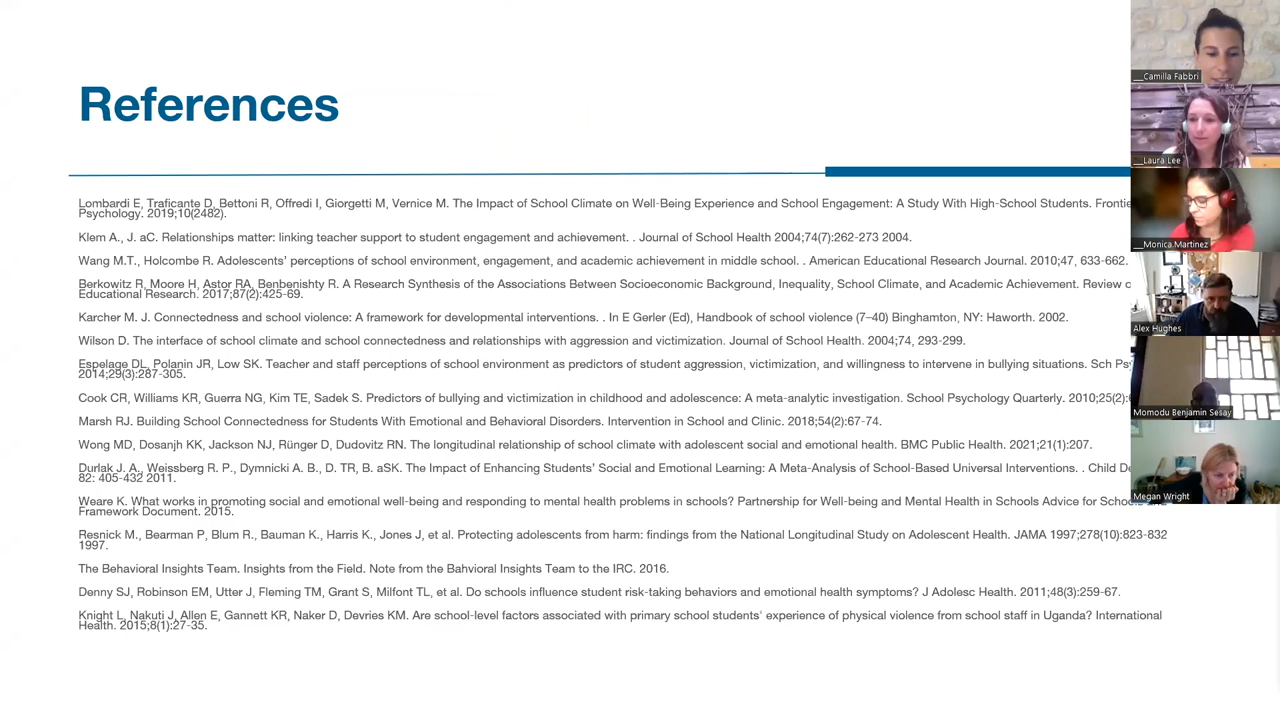 References
Lombardi E, Traficante D, Bettoni R, Offredi I, Giorgetti M, Vernice M. The Impact of School Climate on Well-Being Experience and School Engagement: A Study With High-School Students.
Psychology. 2019;10(2482).
Klem A., J. aC. Relationships matter: linking teacher support to student engagement and achievement. . Journal of School Health 2004;74(7):262-273 2004.
Wang M.T., Holcombe R. Adolescents' perceptions of school environment, engagement, and academic achievement in middle school. . American Educational Research Journal. 2010;47, 633-662.
Berkowitz R, Moore H, Astor RA, Benbenishty R. A Research Synthesis of the Associations Between Socioeconomic Background, Inequality, School Climate, and Academic Achievement. Review
Educational Research. 2017;87(2):425-69.
Karcher M. J. Connectedness and school violence: A framework for developmental interventions. . In E Gerler (Ed), Handbook of school violence (7–40) Binghamton, NY: Haworth. 2002.
Wilson D. The interface of school climate and school connectedness and relationships with aggression and victimization. Journal of School Health. 2004;74, 293-299.
Espelage DL, Polanin JR, Low SK. Teacher and staff perceptions of school environment as predictors of student aggression, victimization, and willingness to intervene in bullying situations. Sch
2014;29(3):287-305.
Cook CR, Williams KR, Guerra NG, Kim TE, Sadek S. Predictors of bullying and victimization in childhood and adolescence: A meta-analytic investigation. School Psychology Quarterly. 2010;25(2):
Marsh RJ. Building School Connectedness for Students With Emotional and Behavioral Disorders. Intervention in School and Clinic. 2018;54(2):67-74.
Wong MD, Dosanjh KK, Jackson NJ, Rünger D, Dudovitz RN. The longitudinal relationship of school climate with adolescent social and emotional health. BMC Public Health. 2021;21(1):207.
Durlak J. A., Weissberg R. P., Dymnicki A. B., D. TR, B. aSK. The Impact of Enhancing Students' Social and Emotional Learning: A Meta-Analysis of School-Based Universal Interventions. . Child
82: 405-432 2011.
Weare K. What works in promoting social and emotional well-being and responding to mental health problems in schools? Partnership for Well-being and Mental Health in Schools Advice for
Framework Document. 2015.
Resnick M., Bearman P, Blum R., Bauman K., Harris K., Jones J, et al. Protecting adolescents from harm: findings from the National Longitudinal Study on Adolescent Health. JAMA 1997;278(10):823-832
1997.
The Behavioral Insights Team. Insights from the Field. Note from the Bahvioral Insights Team to the IRC. 2016.
Denny SJ, Robinson EM, Utter J, Fleming TM, Grant S, Milfont TL, et al. Do schools influence student risk-taking behaviors and emotional health symptoms? J Adolesc Health. 2011;48(3):259-67.
Knight L, Nakuti J, Allen E, Gannett KR, Naker D, Devries KM. Are school-level factors associated with primary school students' experience of physical violence from school staff in Uganda? International
Health. 2015;8(1):27-35.
__Camilla Fabbri
__Laura Lee
__Monica Martinez
Alex Hughes
Momodu Benjamin Sesay
Megan Wright